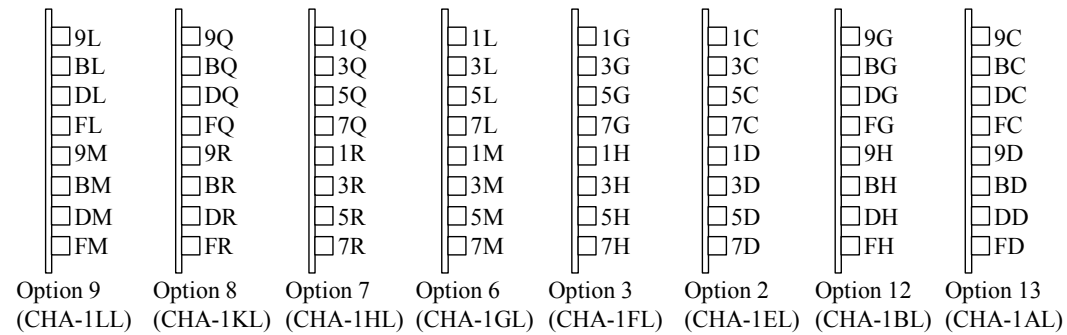 9L 9Q 1Q 1L 1G 1C 9G 9C
BL BQ 3Q 3L 3G 3C BG BC
DL DQ 5Q 5L 5G 5C DG DC
FL FQ 7Q 7L 7G 7C FG FC
9M 9R 1R 1M 1H 1D 9H 9D
BM BR 3R 3M 3H 3D BH BD
DM DR 5R 5M 5H 5D DH DD
FM FR 7R 7M 7H 7D FH FD
Option 9 Option 8 Option 7 Option 6 Option 3 Option 2 Option 12 Option 13
(CHA-1LL) (CHA-1KL) (CHA-1HL) (CHA-1GL) (CHA-1FL) (CHA-1EL) (CHA-1BL) (CHA-1AL)